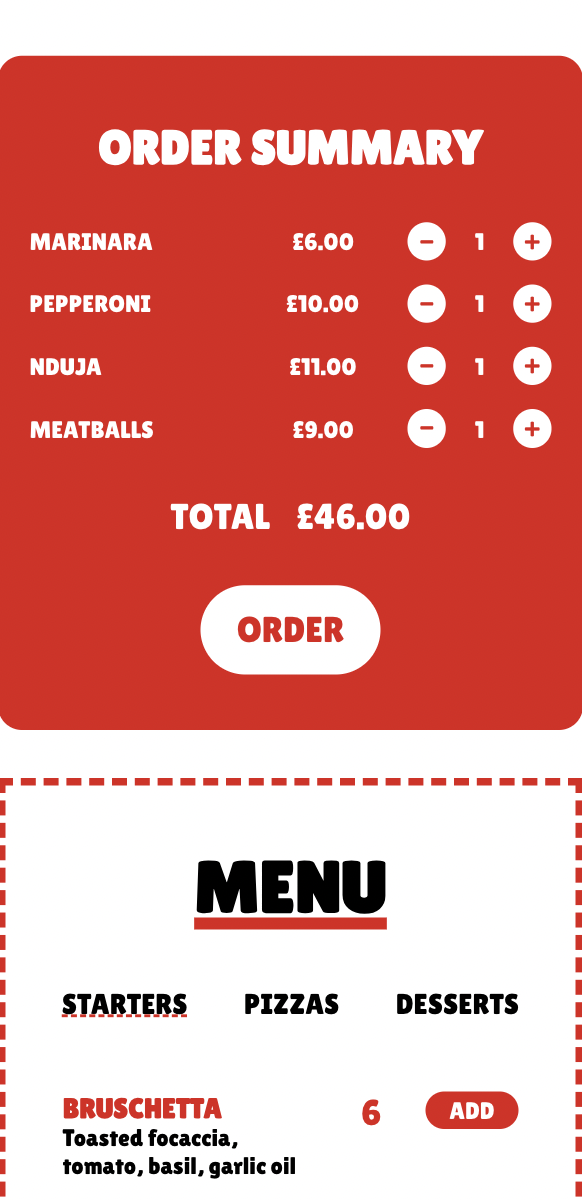 ORDER SUMMARY
MARINARA £6.00 − 1 +
PEPPERONI £10.00 − 1 +
NDUJA £11.00 − 1 +
MEATBALLS £9.00 − 1 +
TOTAL £46.00
ORDER
MENU
STARTERS PIZZAS DESSERTS
BRUSCHETTA 6 ADD
Toasted focaccia,
tomato, basil, garlic oil